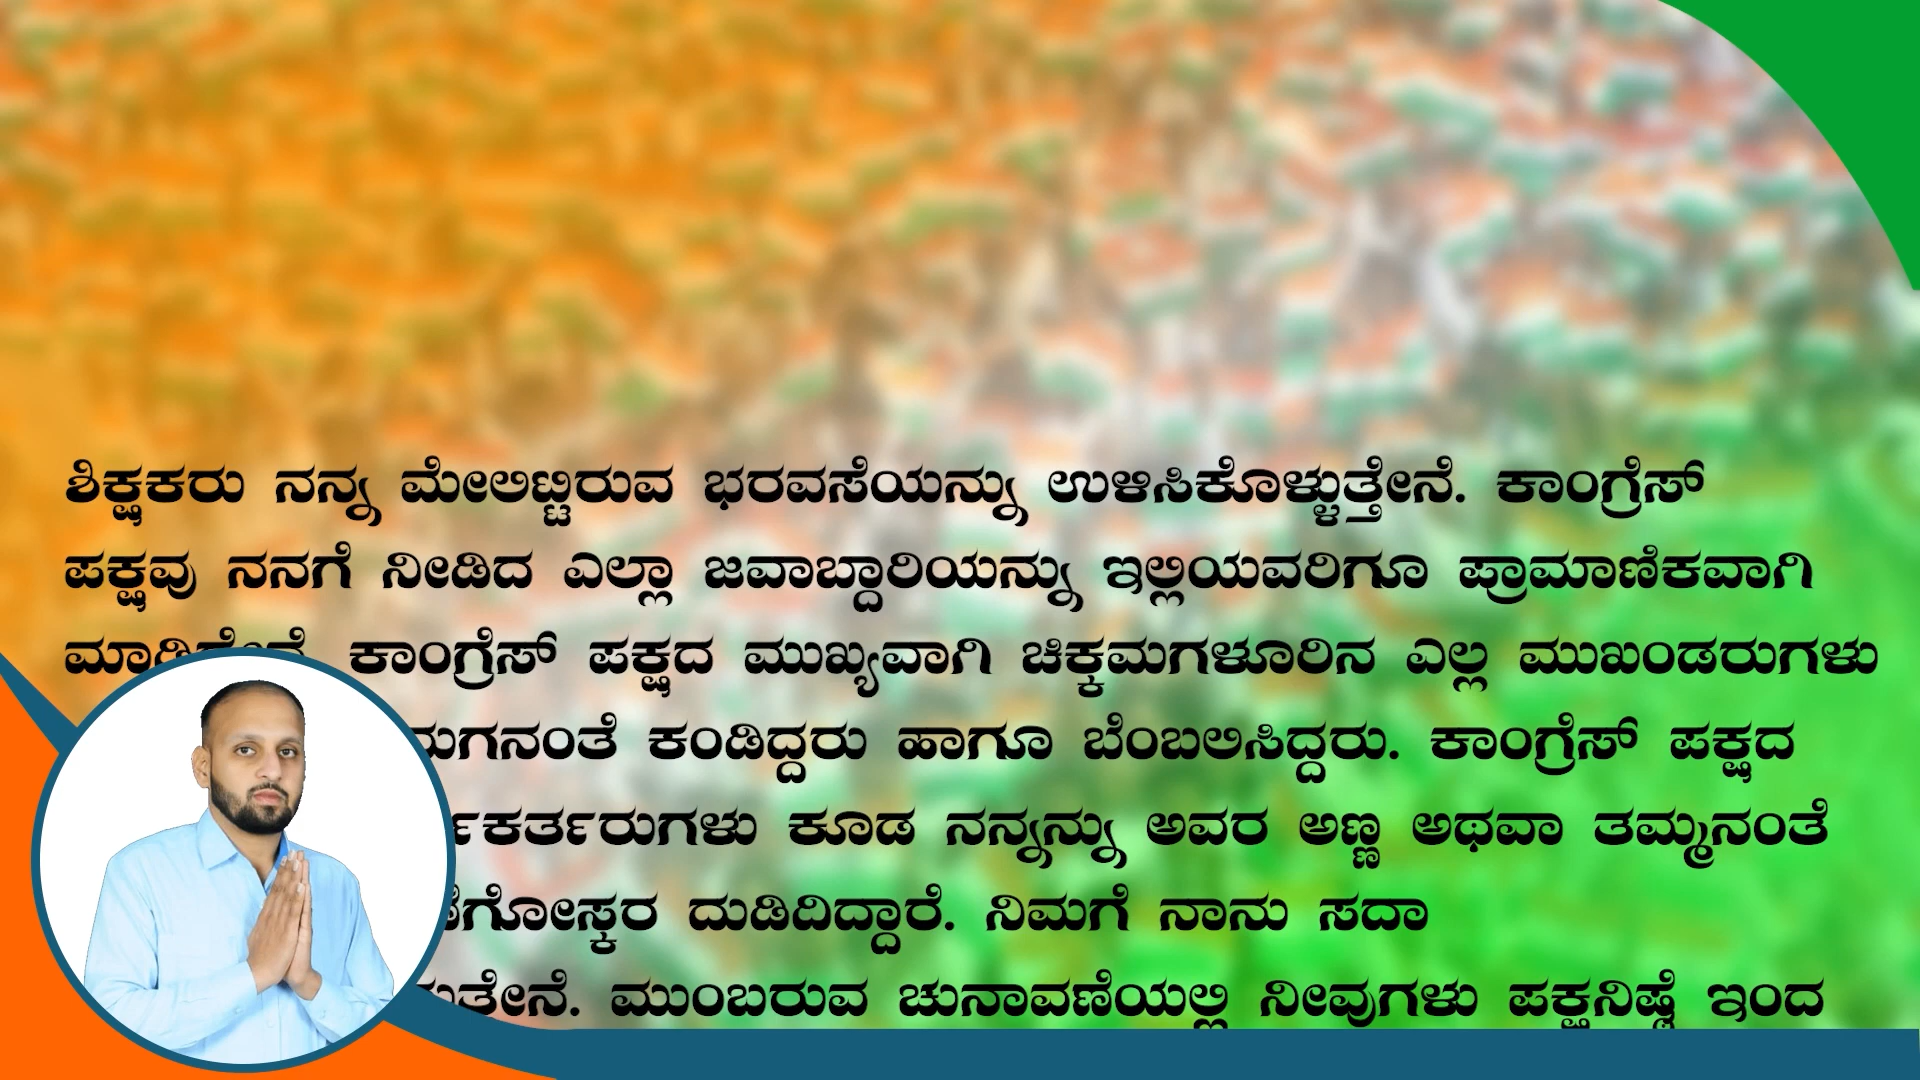 ಶಿಕ್ಷಕರು ನನ್ನ ಮೇಲಿಟ್ಟಿರುವ ಭರವಸೆಯನ್ನು ಉಳಿಸಿಕೊಳ್ಳುತ್ತೇನೆ. ಕಾಂಗ್ರೆಸ್
ಪಕ್ಷವು ನನಗೆ ನೀಡಿದ ಎಲ್ಲಾ ಜವಾಬ್ದಾರಿಯನ್ನು ಇಲ್ಲಿಯವರಿಗೂ ಪ್ರಾಮಾಣಿಕವಾಗಿ
ಕಾಂಗ್ರೆಸ್ ಪಕ್ಷದ ಮುಖ್ಯವಾಗಿ ಚಿಕ್ಕಮಗಳೂರಿನ ಎಲ್ಲ ಮುಖಂಡರುಗಳು
ಕಂಡಿದ್ದರು ಹಾಗೂ ಬೆಂಬಲಿಸಿದ್ದರು. ಕಾಂಗ್ರೆಸ್ ಪಕ್ಷದ
ಕೂಡ ನನ್ನನ್ನು ಅವರ ಅಣ್ಣ ಅಥವಾ ತಮ್ಮನಂತೆ
ದುಡಿದಿದ್ದಾರೆ. ನಿಮಗೆ ನಾನು ಸದಾ
ಮುಂಬರುವ ಚುನಾವಣೆಯಲ್ಲಿ ನೀವುಗಳು ಪಕ್ಷನಿಷ್ಠೆ ಇಂದ